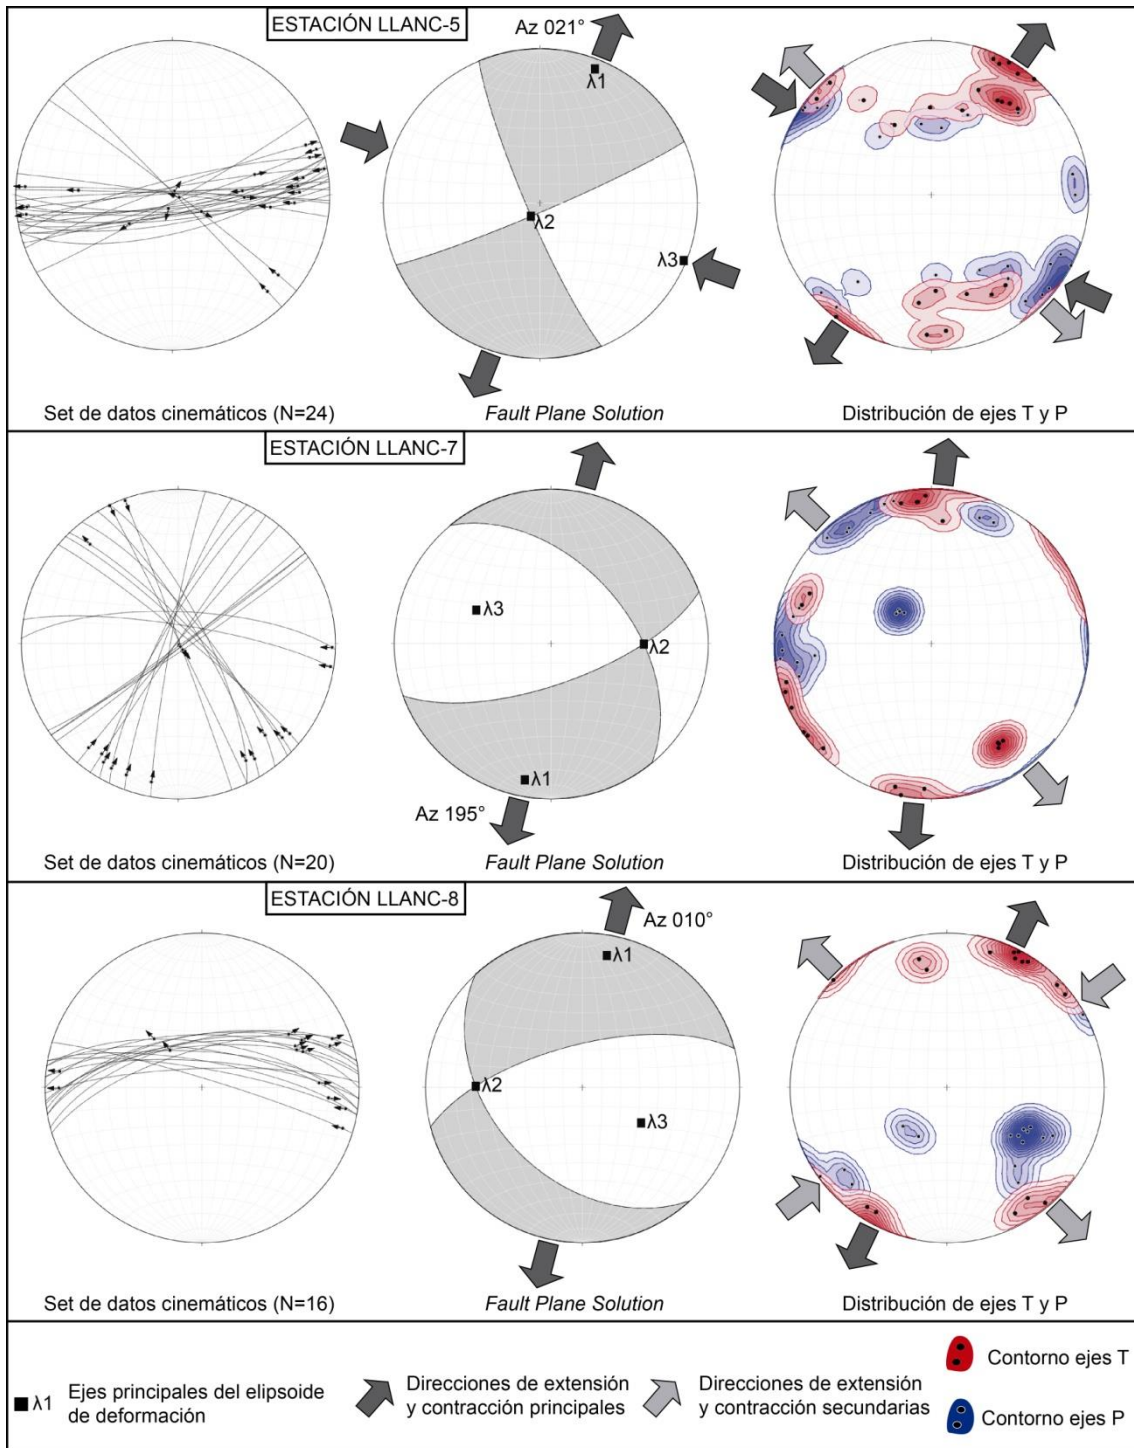 ESTACIÓN LLANC-5
Az 021°
λ1
λ2
λ3
Set de datos cinemáticos (N=24)
Fault Plane Solution
Distribución de ejes T y P
ESTACIÓN LLANC-7
λ3
λ2
λ1
Az 195°
Set de datos cinemáticos (N=20)
Fault Plane Solution
Distribución de ejes T y P
ESTACIÓN LLANC-8
Az 010°
λ1
λ2
λ3
Set de datos cinemáticos (N=16)
Fault Plane Solution
Distribución de ejes T y P
λ1
Ejes principales del elipsoide
de deformación
Direcciones de extensión
y contracción principales
Direcciones de extensión
y contracción secundarias
Contorno ejes T
Contorno ejes P